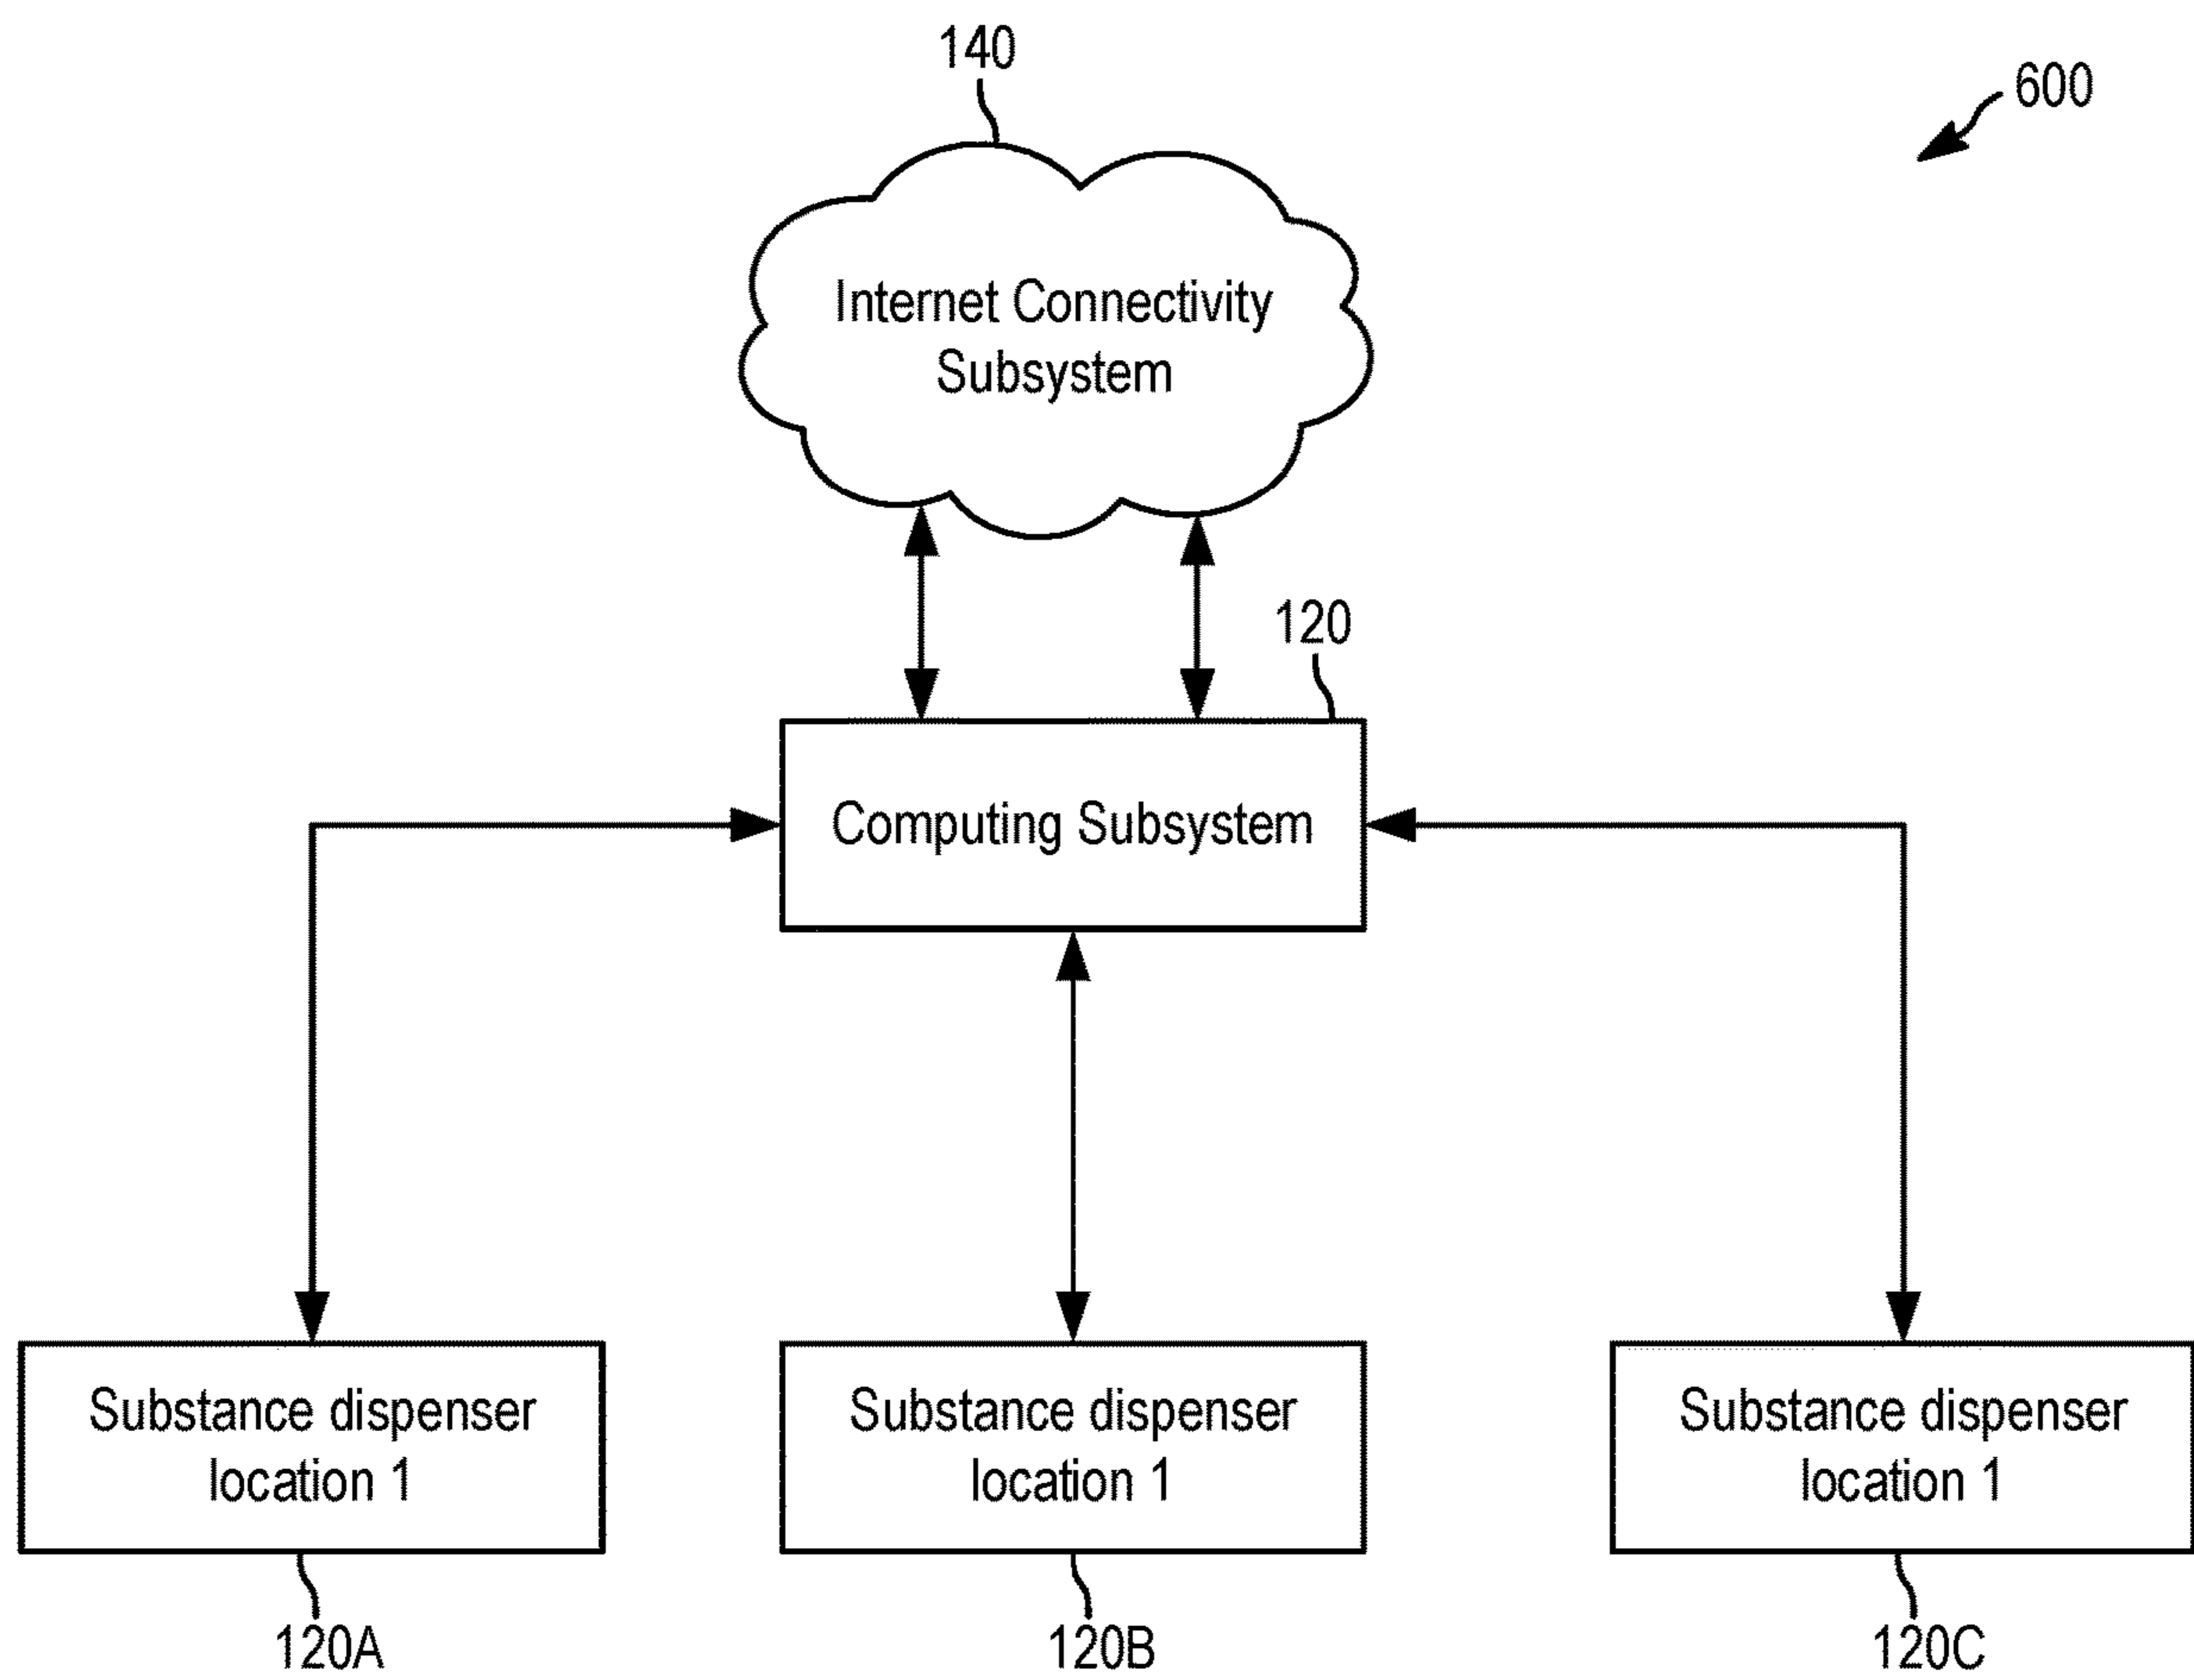 140
600
Internet Connectivity
Subsystem
120
Computing Subsystem
Substance dispenser
location 1
Substance dispenser
location 1
Substance dispenser
location 1
120A
120B
120C